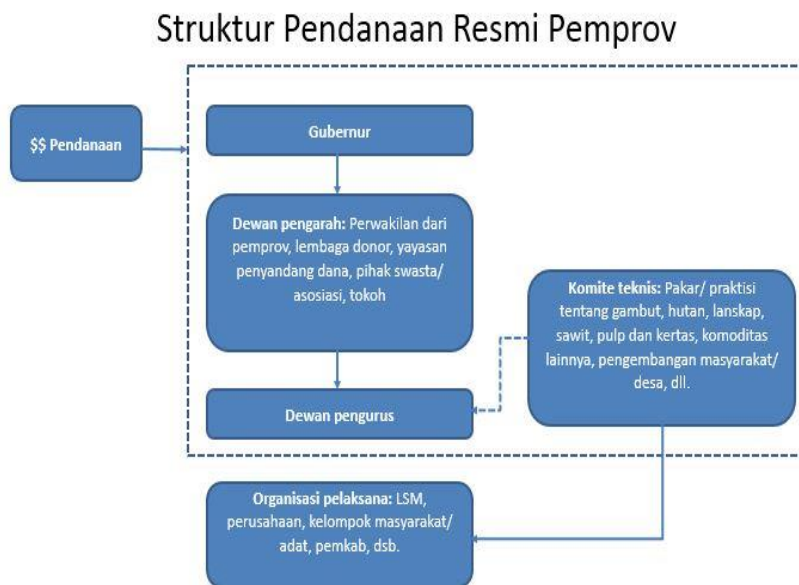 Struktur Pendanaan Resmi Pemprov
$$ Pendanaan
Gubernur
Dewan pengarah: Perwakilan dari
pemprov, lembaga donor, yayasan
penyandang dana, pihak swasta/
asosiasi, tokoh
Komite teknis: Pakar/ praktisi
tentang gambut, hutan, lanskap,
sawit, pulp dan kertas, komoditas
lainnya, pengembangan masyarakat/
desa, dll.
Dewan pengurus
Organisasi pelaksana: LSM,
perusahaan, kelompok masyarakat/
adat, pemkab, dsb.